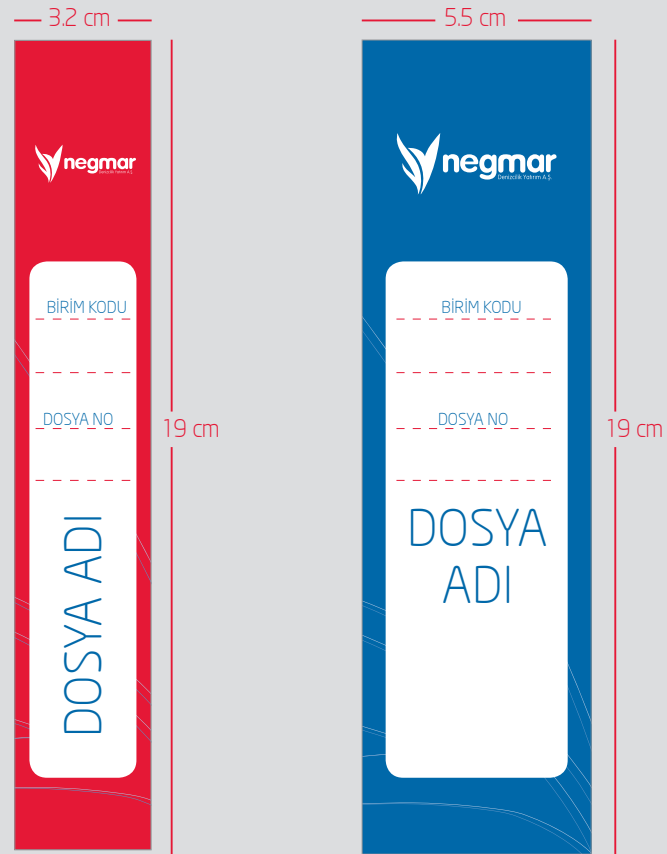 3.2 cm
negmar
Denizcilik Yatırım A.Ş.
BİRİM KODU
DOSYA NO
DOSYA ADI
19 cm
5.5 cm
negmar
Denizcilik Yatırım A.Ş.
BİRİM KODU
DOSYA NO
DOSYA
ADI
19 cm